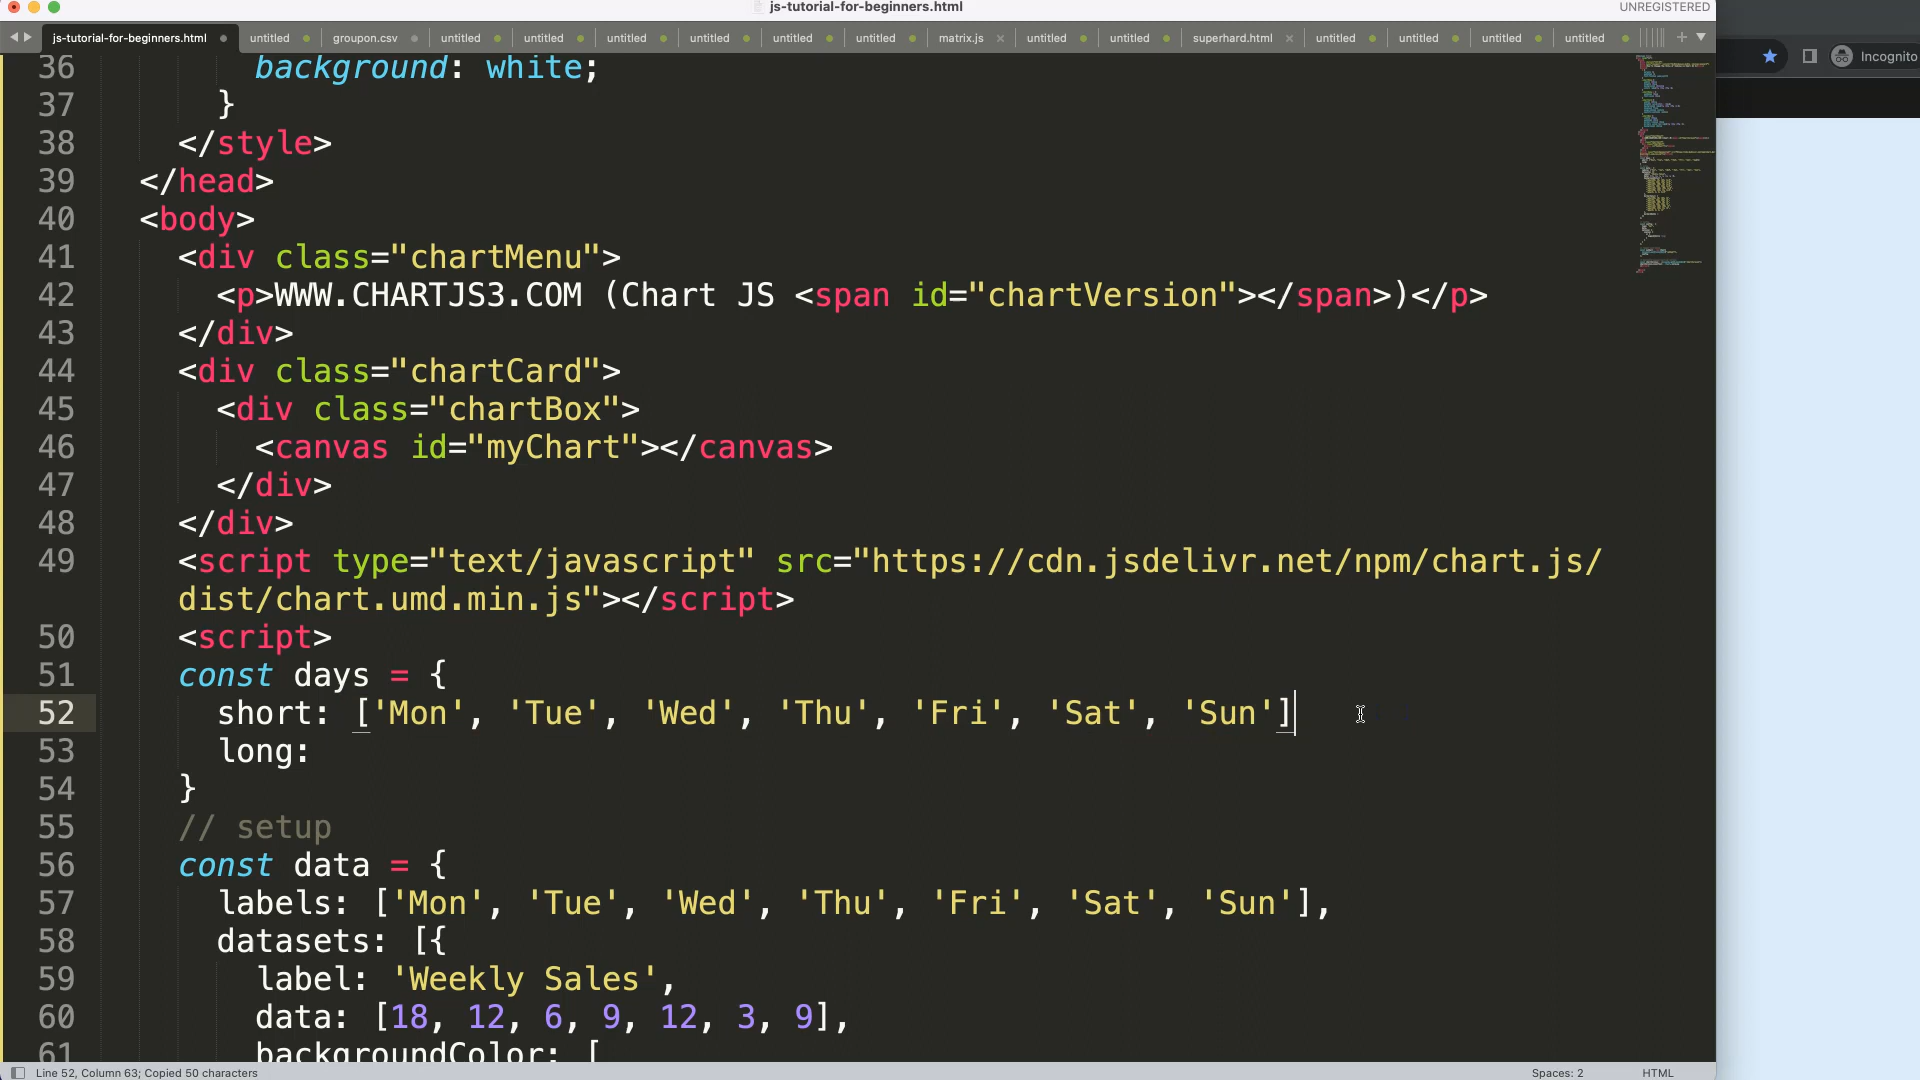 js-tutorial-for-beginners.html
UNREGISTERED
js-tutorial-for-beginners.html untitled groupon.csv untitled untitled untitled untitled untitled untitled matrix.js untitled untitled superhard.html untitled untitled untitled untitled
Incognito
36 background: white;
37 }
38 </style>
39 </head>
40 <body>
41 <div class="chartMenu">
42 <p>WWW.CHARTJS3.COM (Chart JS <span id="chartVersion"></span>)</p>
43 </div>
44 <div class="chartCard">
45 <div class="chartBox">
46 <canvas id="myChart"></canvas>
47 </div>
48 </div>
49 <script type="text/javascript" src="https://cdn.jsdelivr.net/npm/chart.js/
dist/chart.umd.min.js"></script>
50 <script>
51 const days = {
52 short: ['Mon', 'Tue', 'Wed', 'Thu', 'Fri', 'Sat', 'Sun']
53 long:
54 }
55 // setup
56 const data = {
57 labels: ['Mon', 'Tue', 'Wed', 'Thu', 'Fri', 'Sat', 'Sun'],
58 datasets: [{
59 label: 'Weekly Sales',
60 data: [18, 12, 6, 9, 12, 3, 9],
61 backgroundColor: [
Line 52, Column 63; Copied 50 characters
Spaces: 2
HTML